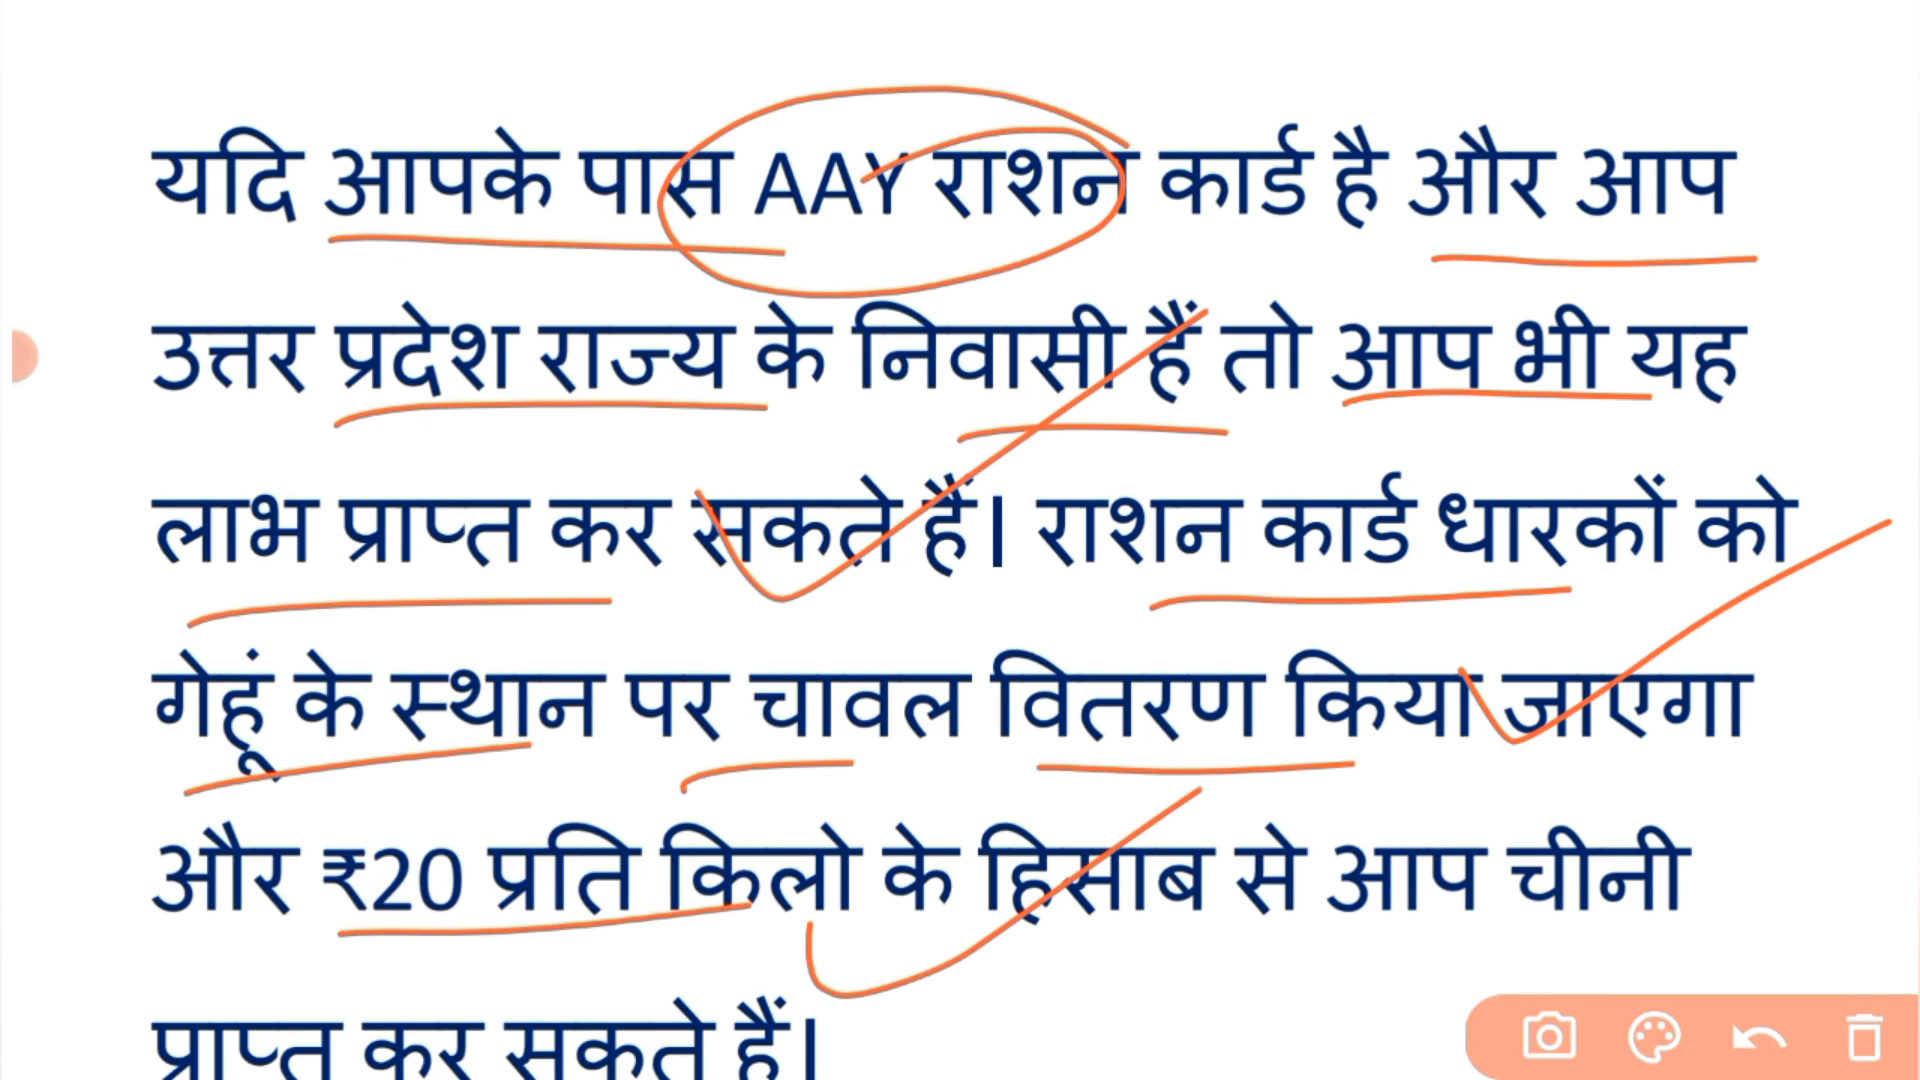 यदि आपके पास AAY राशन कार्ड है और आप
उत्तर प्रदेश राज्य के निवासी हैं तो आप भी यह
लाभ प्राप्त कर सकते हैं। राशन कार्ड धारकों को
गेहूं के स्थान पर चावल वितरण किया जाएगा
और ₹20 प्रति किलो के हिसाब से आप चीनी
प्राप्त कर सकते हैं।